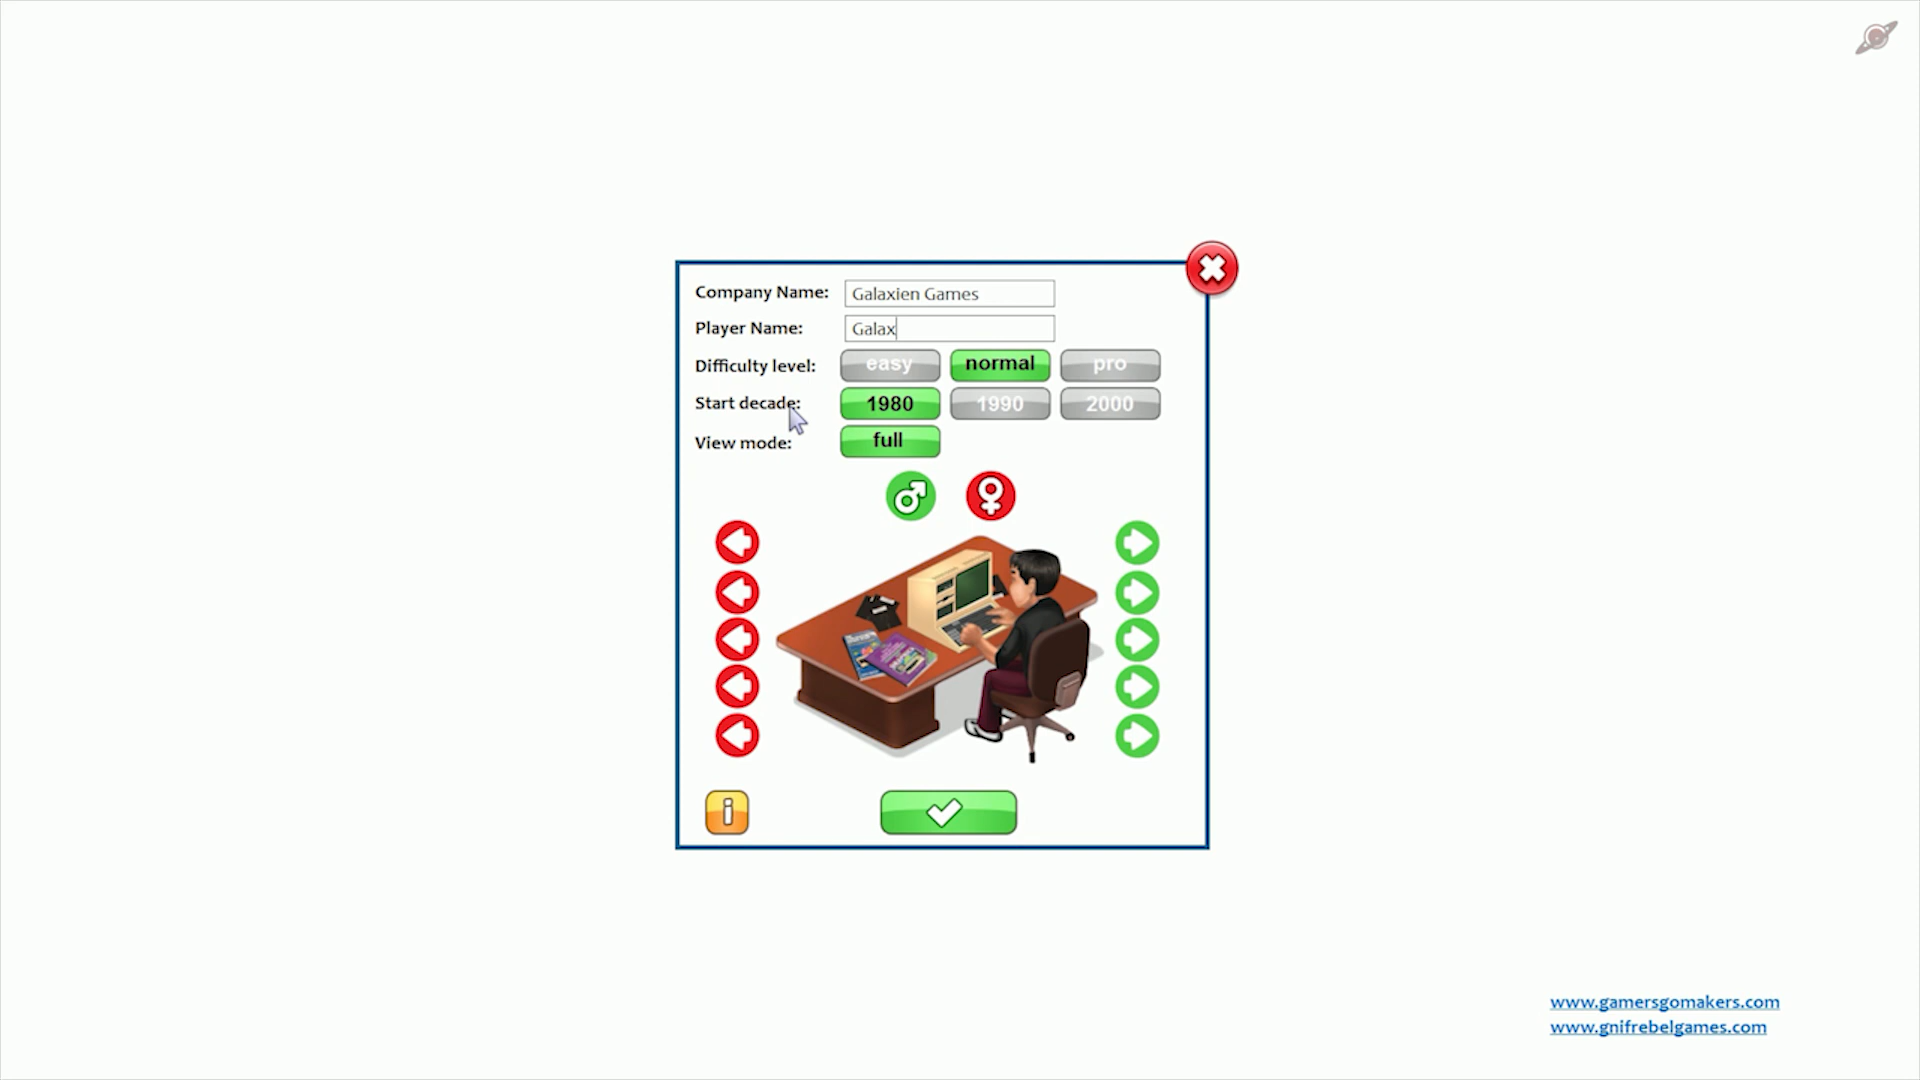 Company Name: Galaxien Games
Player Name: Galax
Difficulty level: easy normal pro
Start decade: 1980 1990 2000
View mode: full
i
www.gamersgomakers.com
www.gnifrebelgames.com